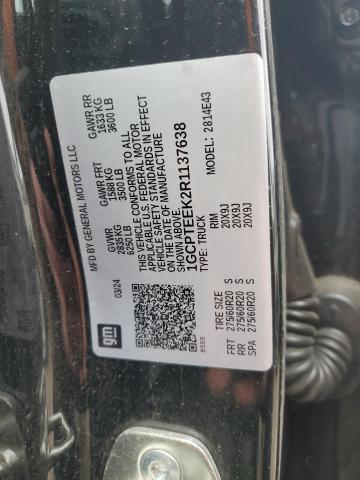 gm
MFD BY GENERAL MOTORS LLC
03/24 GVWR GAWR FRT GAWR RR
2835 KG 1588 KG 1633 KG
6250 LB 3500 LB 3600 LB
THIS VEHICLE CONFORMS TO ALL
APPLICABLE U.S. FEDERAL MOTOR
VEHICLE SAFETY STANDARDS IN EFFECT
ON THE DATE OF MANUFACTURE
SHOWN ABOVE.
1GCPTEEK2R1137638
8555 TYPE: TRUCK MODEL: 2814E43
TIRE SIZE RIM
FRT 275/60R20 S 20X9J
RR 275/60R20 S 20X9J
SPA 275/60R20 S 20X9J